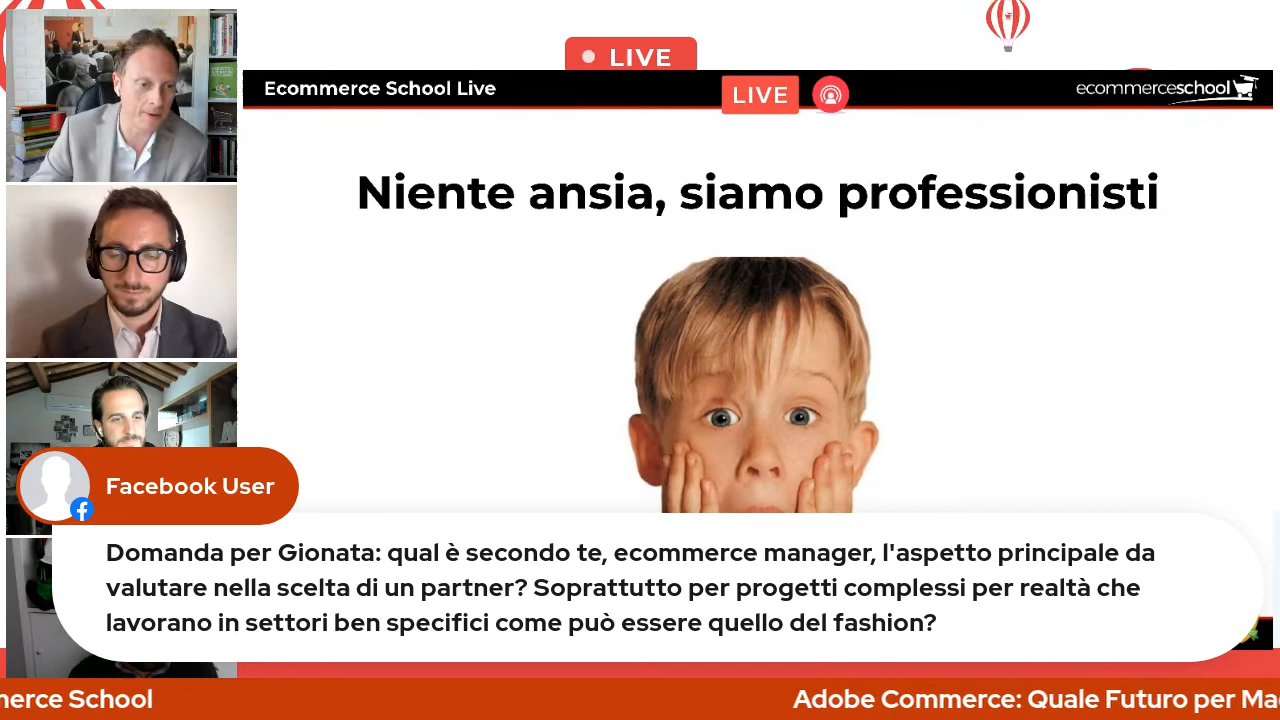 LIVE
Ecommerce School Live
LIVE
ecommerceschool
Niente ansia, siamo professionisti
Facebook User
Domanda per Gionata: qual è secondo te, ecommerce manager, l'aspetto principale da
valutare nella scelta di un partner? Soprattutto per progetti complessi per realtà che
lavorano in settori ben specifici come può essere quello del fashion?
merce School
Adobe Commerce: Quale Futuro per Ma